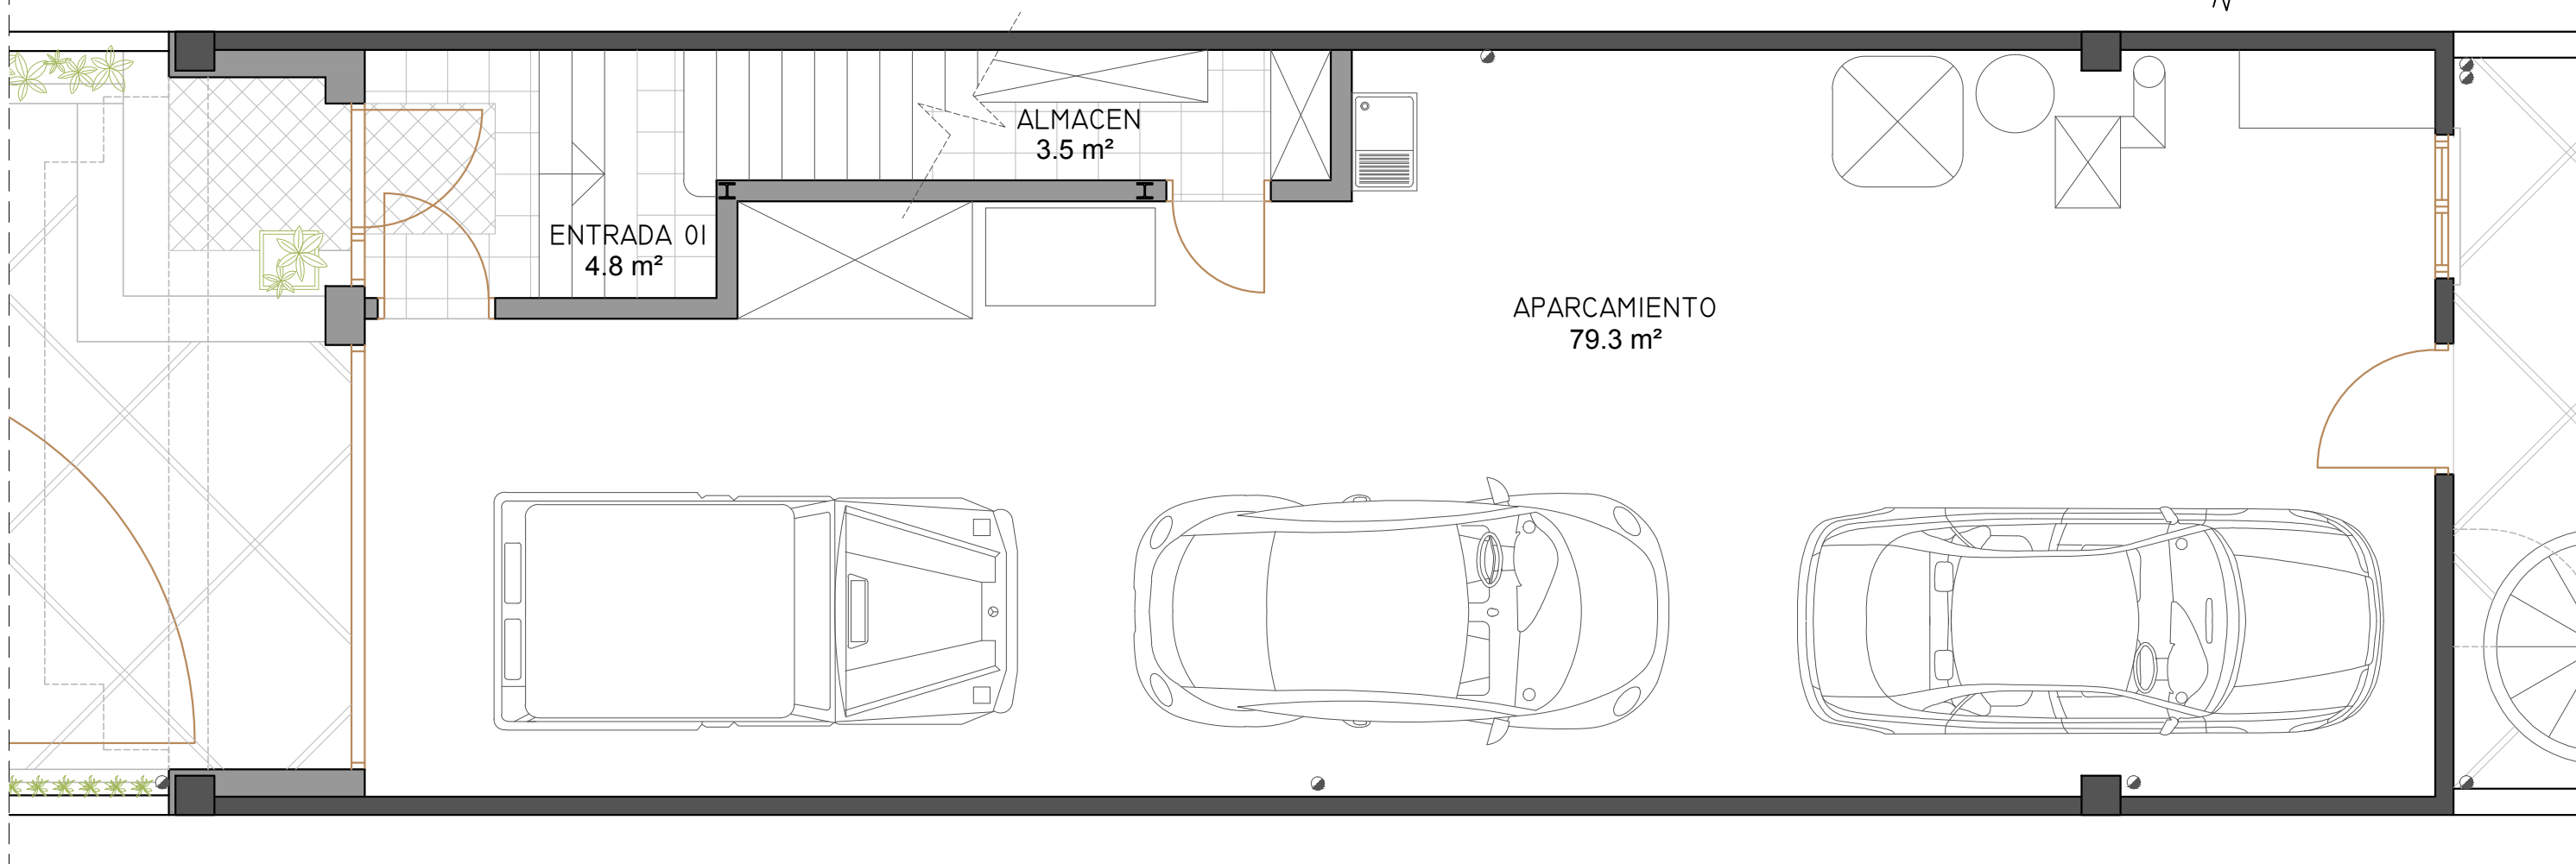 ALMACEN
3.5 m²
ENTRADA 01
4.8 m²
APARCAMIENTO
79.3 m²